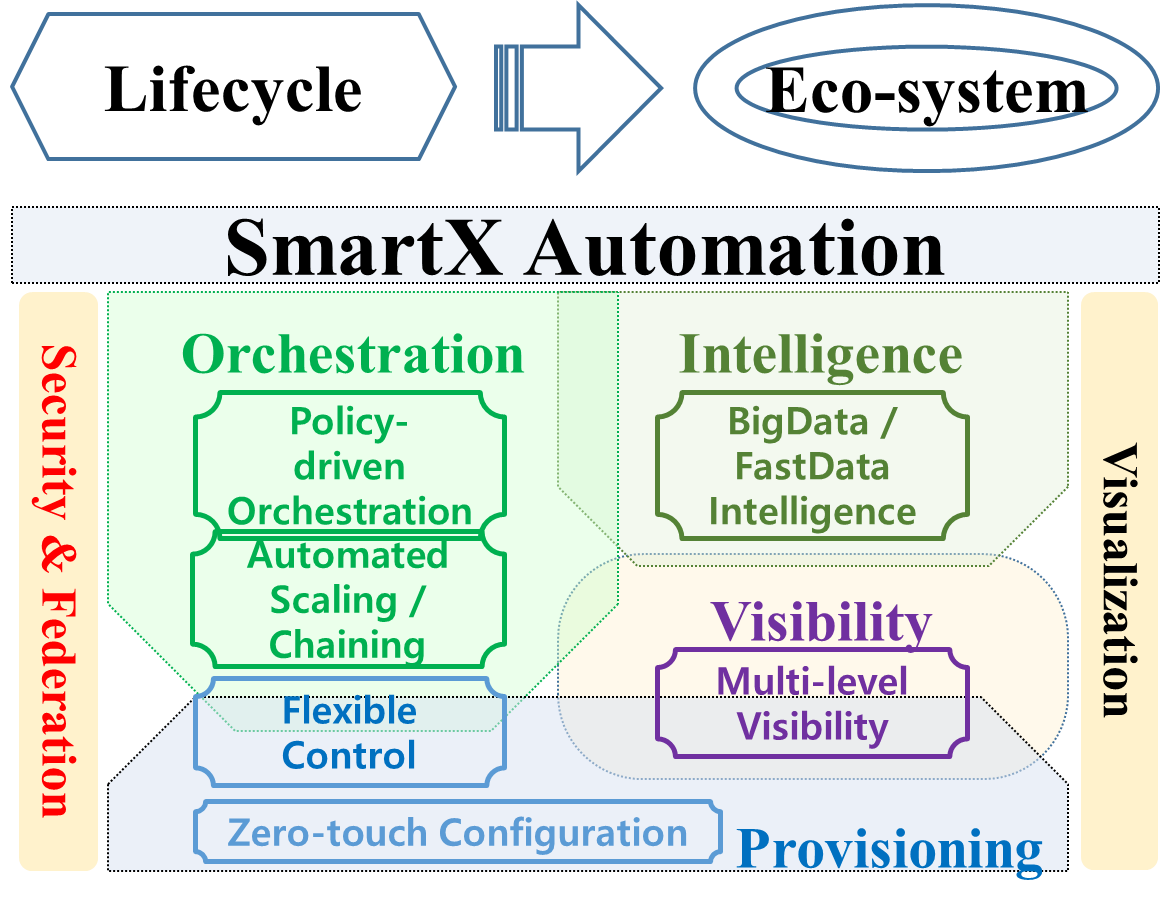 Lifecycle
Eco-system
SmartX Automation
Security & Federation
Orchestration
Policy-
driven
Orchestration
Automated
Scaling /
Chaining
Flexible
Control
Zero-touch Configuration
Intelligence
BigData /
FastData
Intelligence
Visibility
Multi-level
Visibility
Provisioning
Visualization